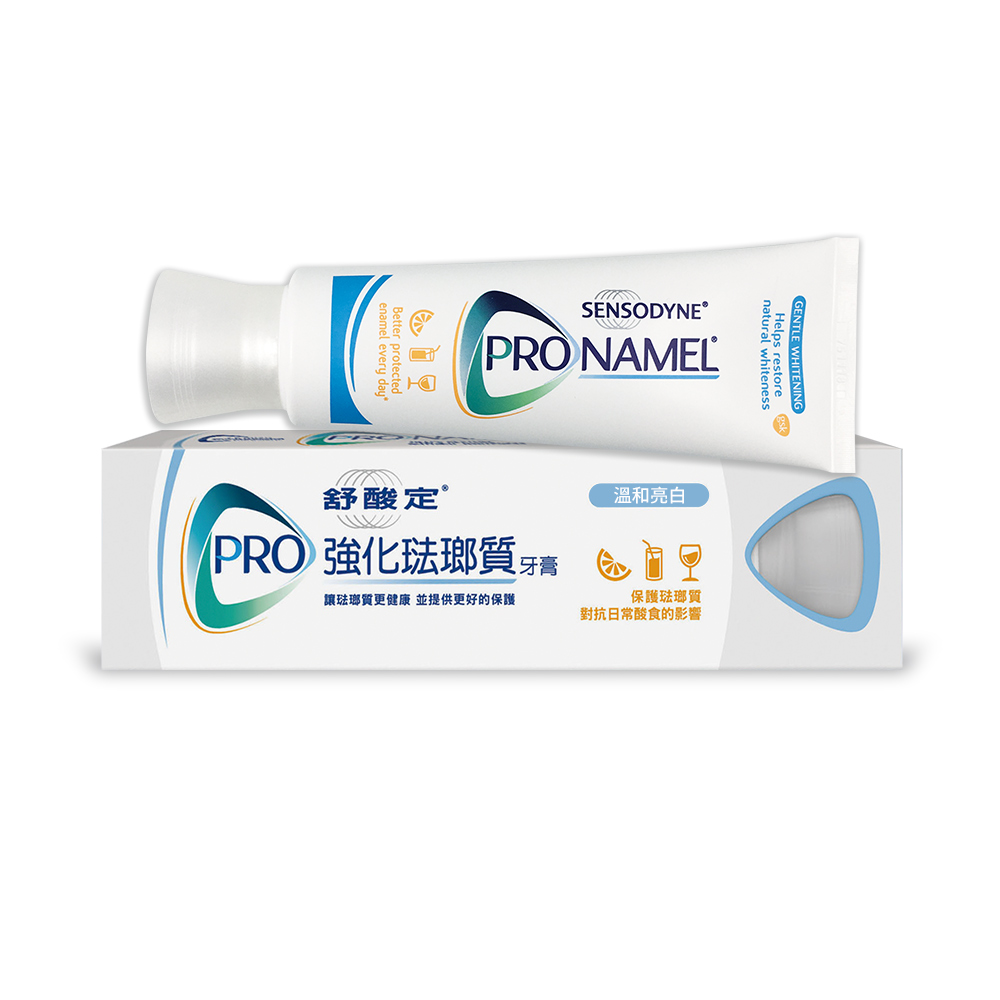 SENSODYNE®
PRONAMEL®
Better protected
enamel every day*
GENTLE WHITENING
Helps restore
natural whiteness
gsk
PRO NAMEL
舒酸定®
PRO 強化琺瑯質牙膏
讓琺瑯質更健康 並提供更好的保護
溫和亮白
保護琺瑯質
對抗日常酸食的影響